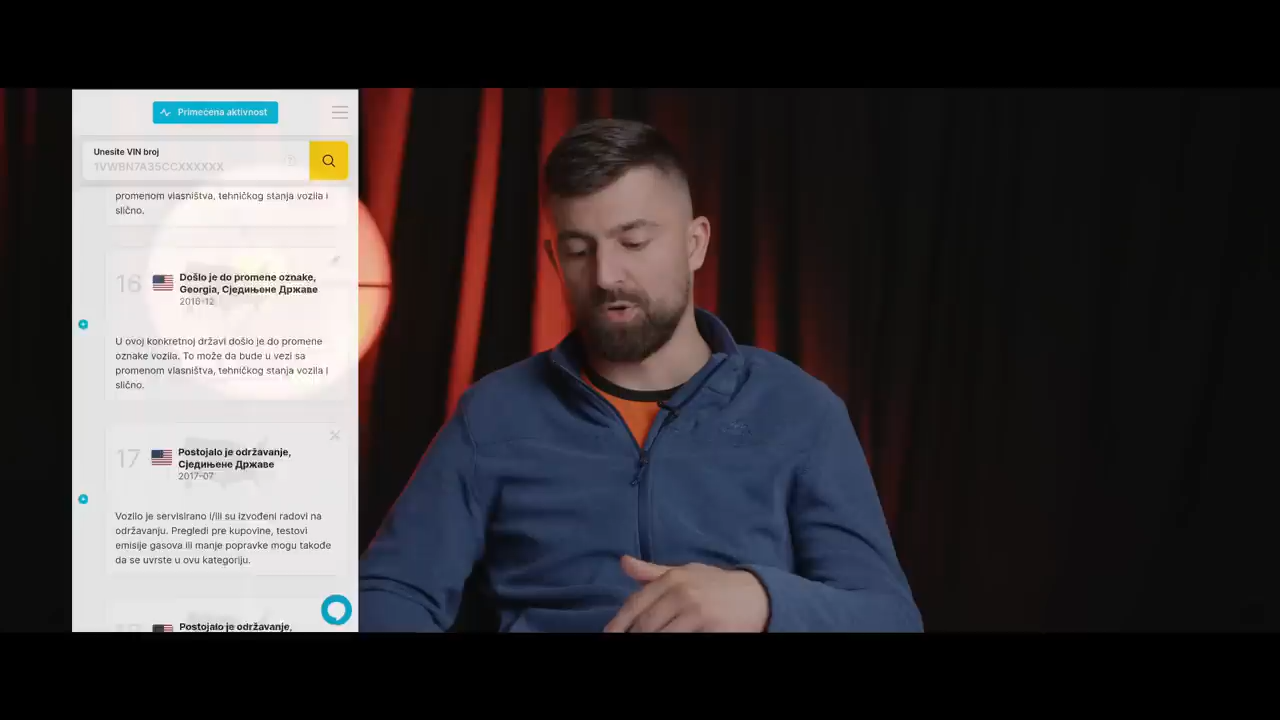 Primećena aktivnost
Unesite VIN broj
1VWBN7A35CCXXXXXX
promenom vlasništva, tehničkog stanja vozila i
slično.
16
Došlo je do promene oznake,
Georgia, Сједињене Државе
2016-12
U ovoj konkretnoj državi došlo je do promene
oznake vozila. To može da bude u vezi sa
promenom vlasništva, tehničkog stanja vozila i
slično.
17
Postojalo je održavanje,
Сједињене Државе
2017-07
Vozilo je servisirano i/ili su izvođeni radovi na
održavanju. Pregledi pre kupovine, testovi
emisije gasova ili manje popravke mogu takođe
da se uvrste u ovu kategoriju.
Postojalo je održavanje,